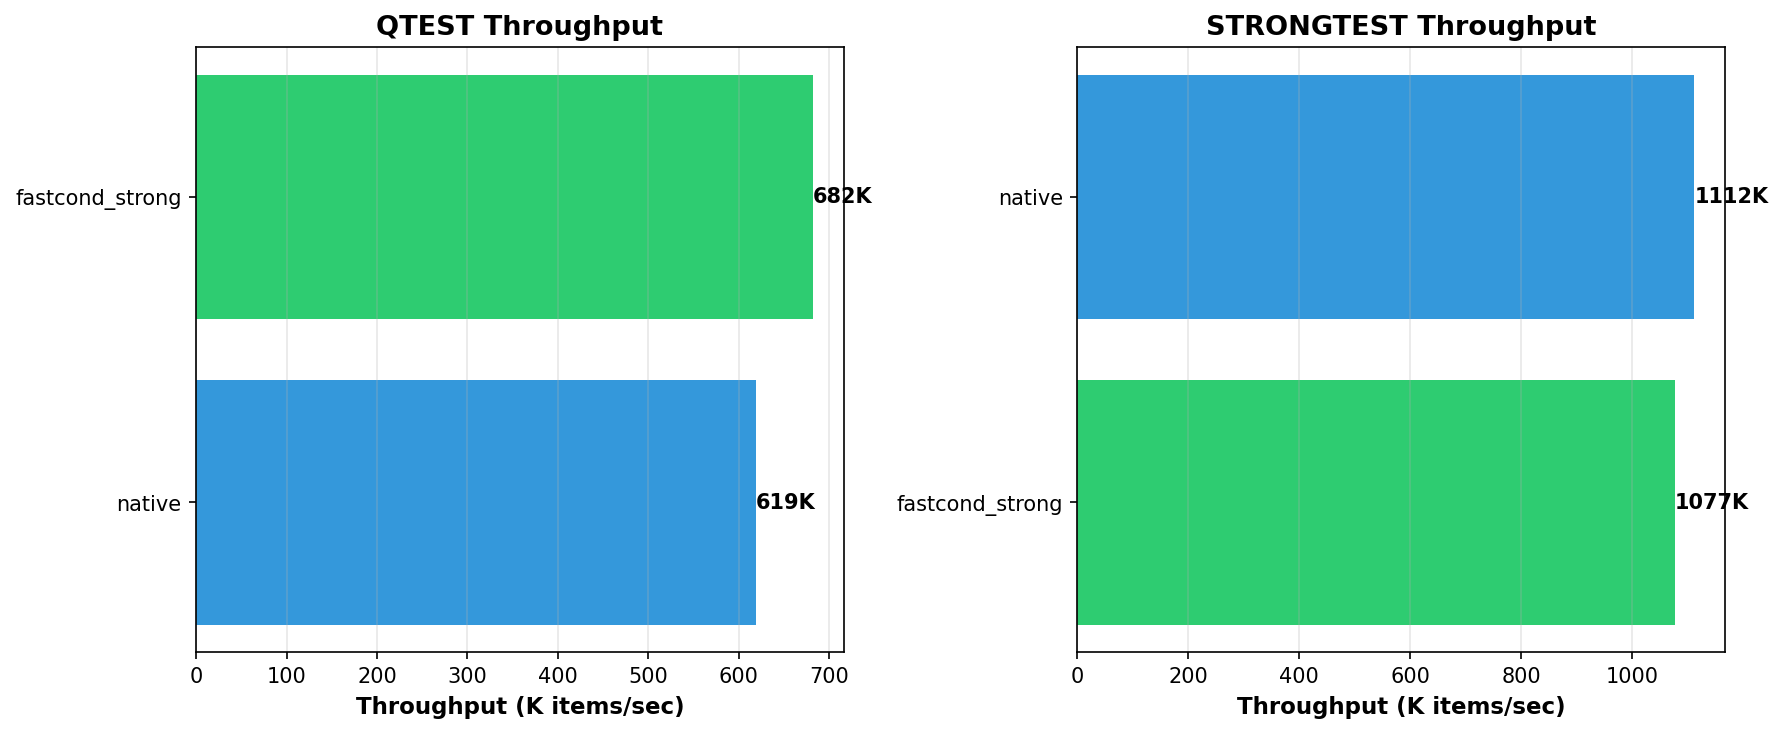 QTEST Throughput
fastcond_strong
682K
native
619K
0 100 200 300 400 500 600 700
Throughput (K items/sec)
STRONGTEST Throughput
native
1112K
fastcond_strong
1077K
0 200 400 600 800 1000
Throughput (K items/sec)